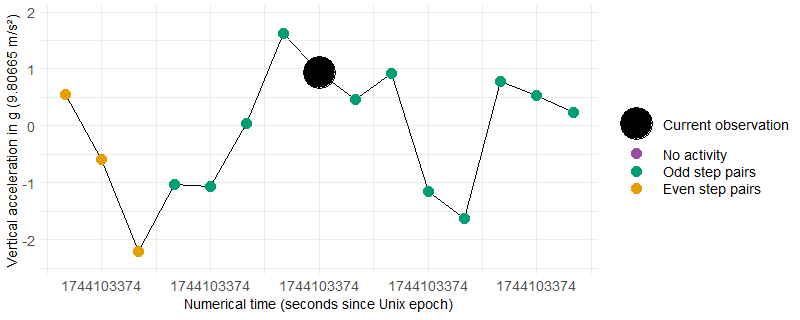 2
1
0
-1
-2
Vertical acceleration in g (9.80665 m/s²)
1744103374 1744103374 1744103374 1744103374 1744103374
Numerical time (seconds since Unix epoch)
Current observation
No activity
Odd step pairs
Even step pairs